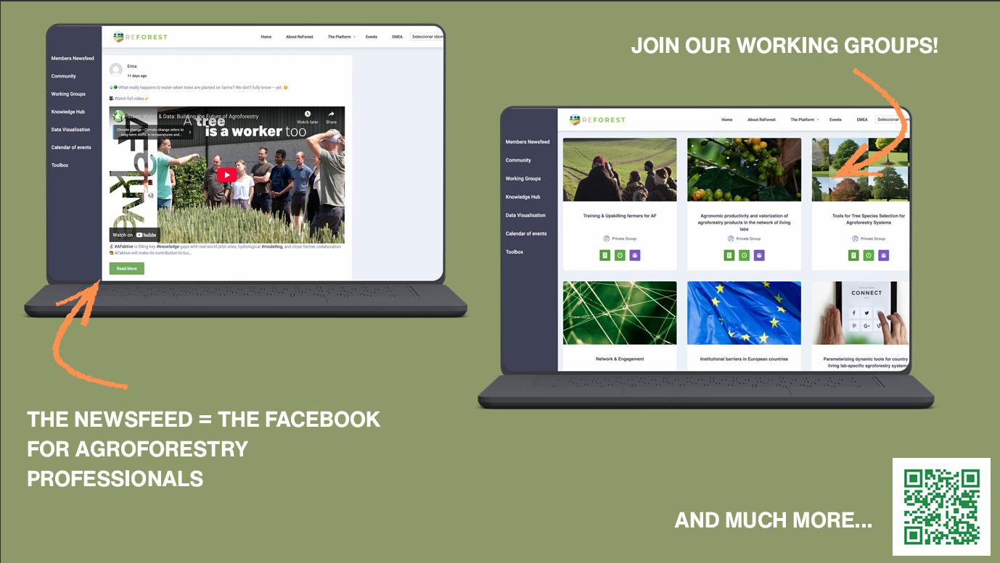 REFOREST
Home
About ReForest
The Platform
Events
EMEA
Seleccionar idiom
Members Newsfeed
Community
Working Groups
Knowledge Hub
Data Visualisation
Calendar of events
Toolbox
Erica
11 days ago
What really happens to water when trees are planted on farms? We don't fully know – yet.
Watch full video
Trees, Water & Data: Building the Future of Agroforestry
Watch later
Share
A tree
is a worker too
Climate change • Climate change refers to
long-term shifts in temperatures and...
AFaktive
Watch on YouTube
#AFaktive is filling key #knowledge gaps with real-world pilot sites, hydrological #modelling, and close farmer collaboration.
AFaktive will make its contribution to bui...
Read More
THE NEWSFEED = THE FACEBOOK
FOR AGROFORESTRY
PROFESSIONALS
JOIN OUR WORKING GROUPS!
REFOREST
Home
About ReForest
The Platform
Events
EMEA
Seleccionar
Members Newsfeed
Community
Working Groups
Knowledge Hub
Data Visualisation
Calendar of events
Toolbox
Training & Upskilling farmers for AF
Private Group
Agronomic productivity and valorization of
agroforestry products in the network of living
labs
Private Group
Tools for Tree Species Selection for
Agroforestry Systems
Private Group
Network & Engagement
Institutional barriers in European countries
CONNECT
Parameterizing dynamic tools for country
living lab-specific agroforestry systems
AND MUCH MORE...